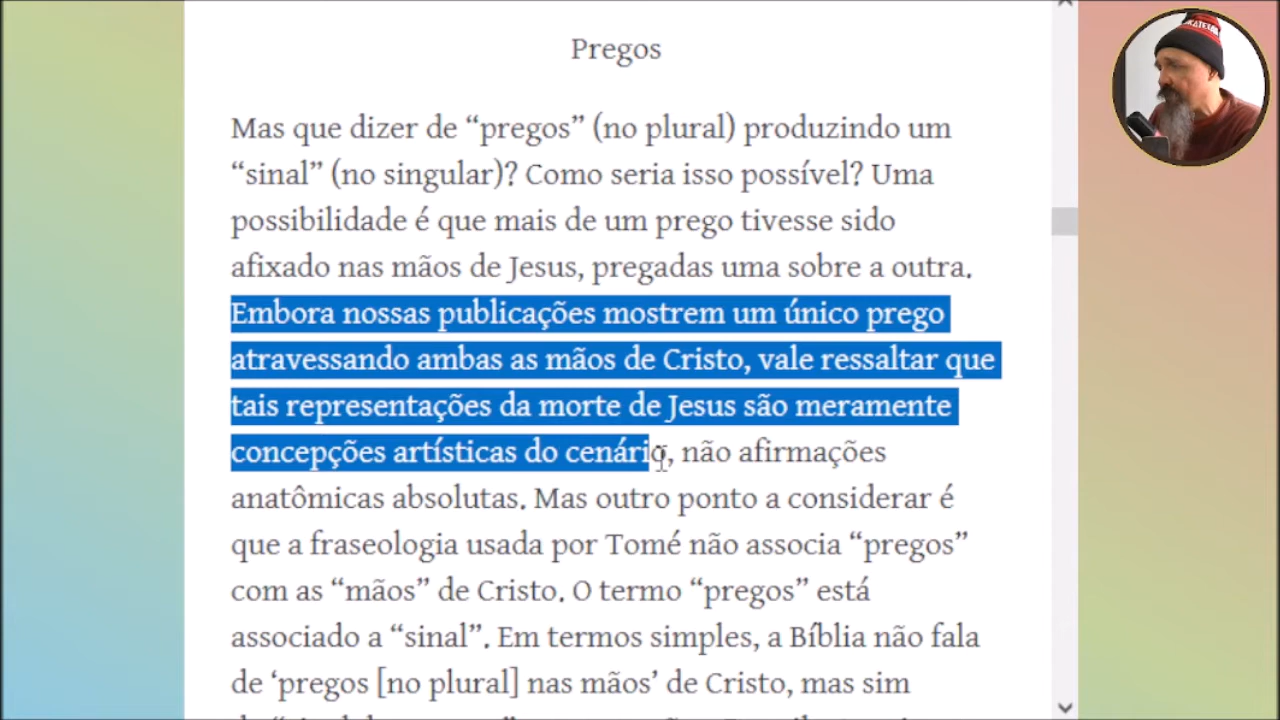 Pregos
Mas que dizer de “pregos” (no plural) produzindo um
“sinal” (no singular)? Como seria isso possível? Uma
possibilidade é que mais de um prego tivesse sido
afixado nas mãos de Jesus, pregadas uma sobre a outra.
Embora nossas publicações mostrem um único prego
atravessando ambas as mãos de Cristo, vale ressaltar que
tais representações da morte de Jesus são meramente
concepções artísticas do cenário, não afirmações
anatômicas absolutas. Mas outro ponto a considerar é
que a fraseologia usada por Tomé não associa “pregos”
com as “mãos” de Cristo. O termo “pregos” está
associado a “sinal”. Em termos simples, a Bíblia não fala
de ‘pregos [no plural] nas mãos’ de Cristo, mas sim